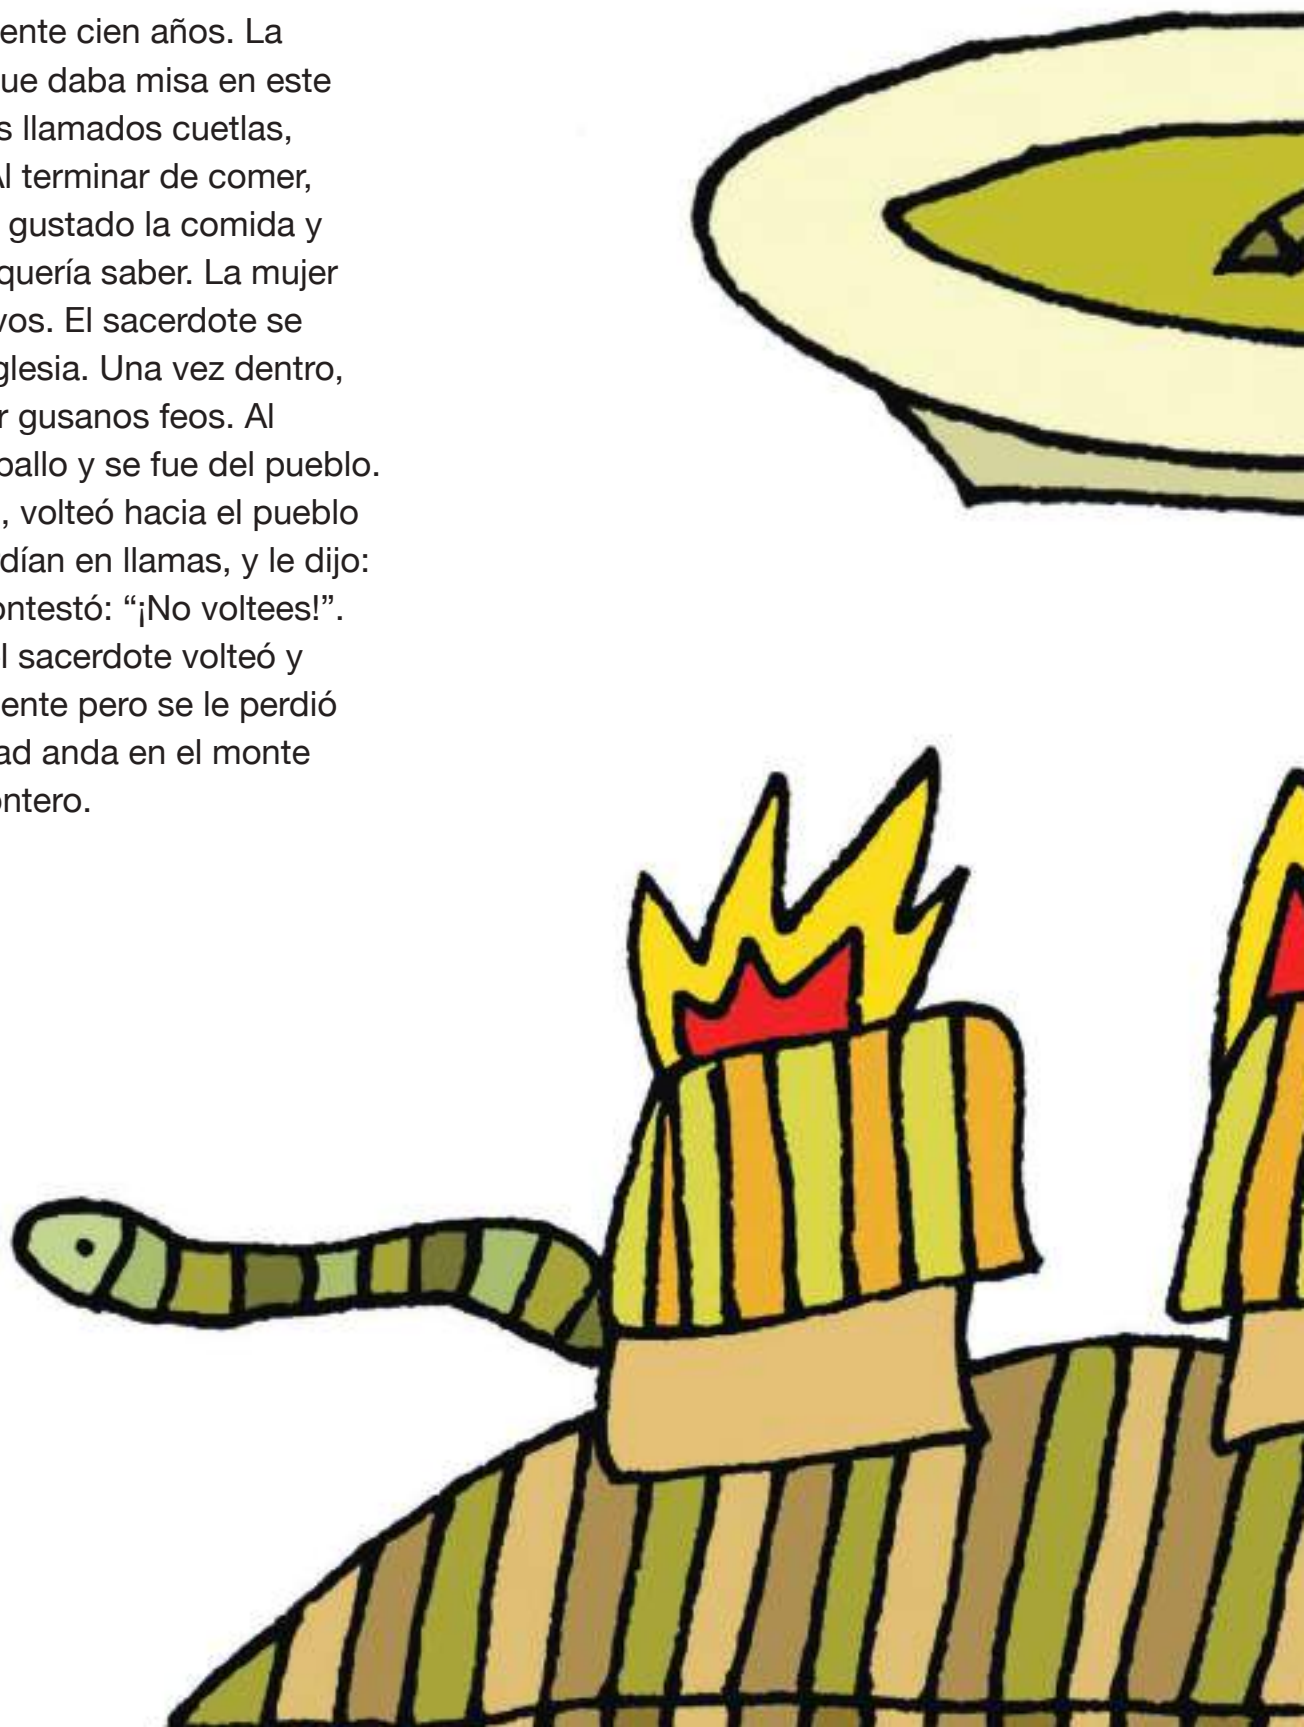 ente cien años. La
ue daba misa en este
s llamados cuetlas,
Al terminar de comer,
gustado la comida y
quería saber. La mujer
vos. El sacerdote se
glesia. Una vez dentro,
r gusanos feos. Al
ballo y se fue del pueblo.
, volteó hacia el pueblo
dían en llamas, y le dijo:
ontestó: “¡No voltees!”.
l sacerdote volteó y
ente pero se le perdió
ad anda en el monte
ontero.